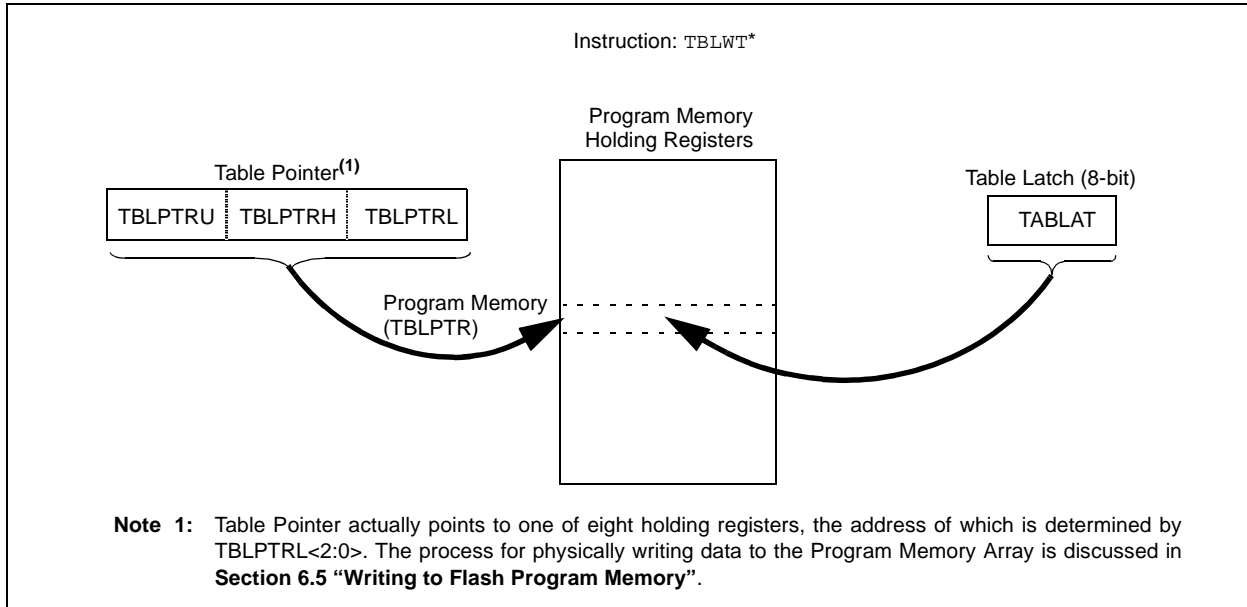 Instruction: TBLWT*
Program Memory
Holding Registers
Table Pointer(1)
Table Latch (8-bit)
TBLPTRU TBLPTRH TBLPTRL
TABLAT
Program Memory
(TBLPTR)
Note 1: Table Pointer actually points to one of eight holding registers, the address of which is determined by
TBLPTRL<2:0>. The process for physically writing data to the Program Memory Array is discussed in
Section 6.5 “Writing to Flash Program Memory”.